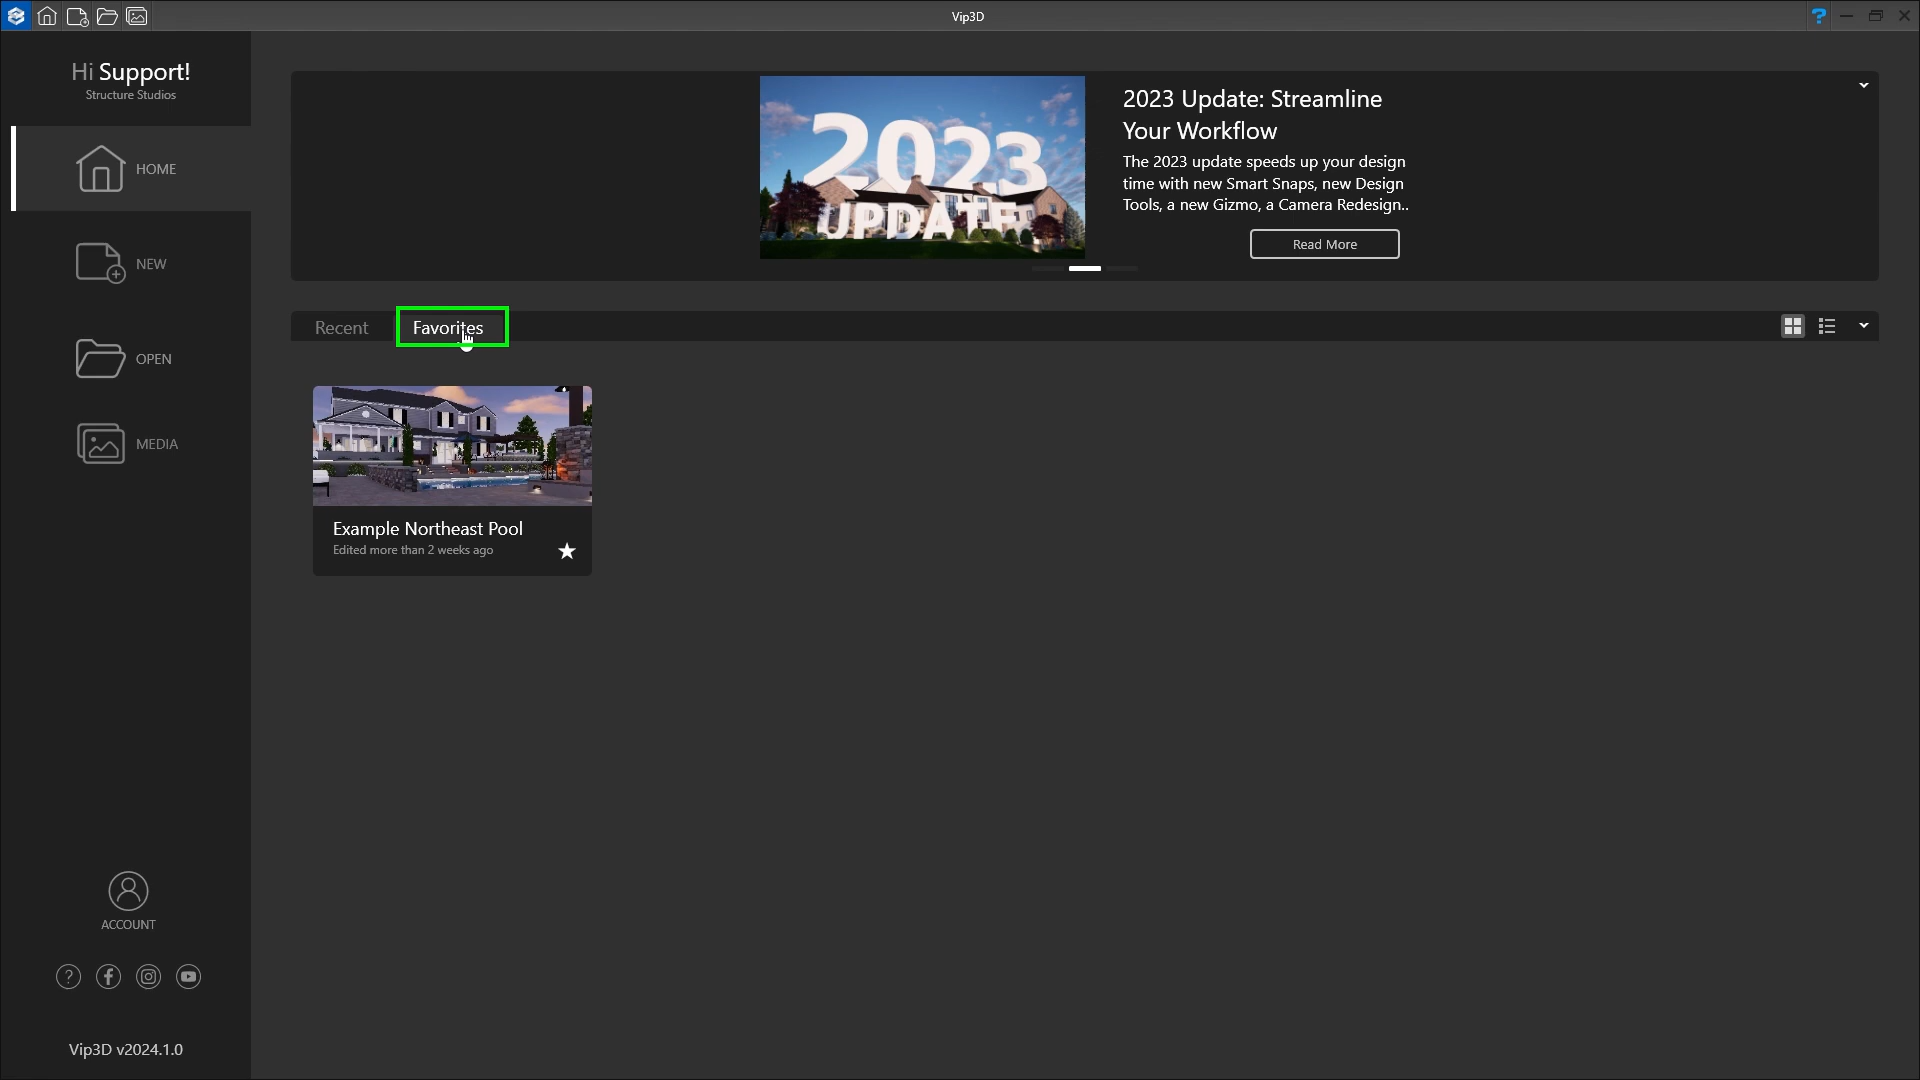 Vip3D
?
Hi Support!
Structure Studios
HOME
NEW
OPEN
MEDIA
2023
UPDATE
2023 Update: Streamline
Your Workflow
The 2023 update speeds up your design
time with new Smart Snaps, new Design
Tools, a new Gizmo, a Camera Redesign..
Read More
Recent
Favorites
Example Northeast Pool
Edited more than 2 weeks ago
ACCOUNT
?
Vip3D v2024.1.0